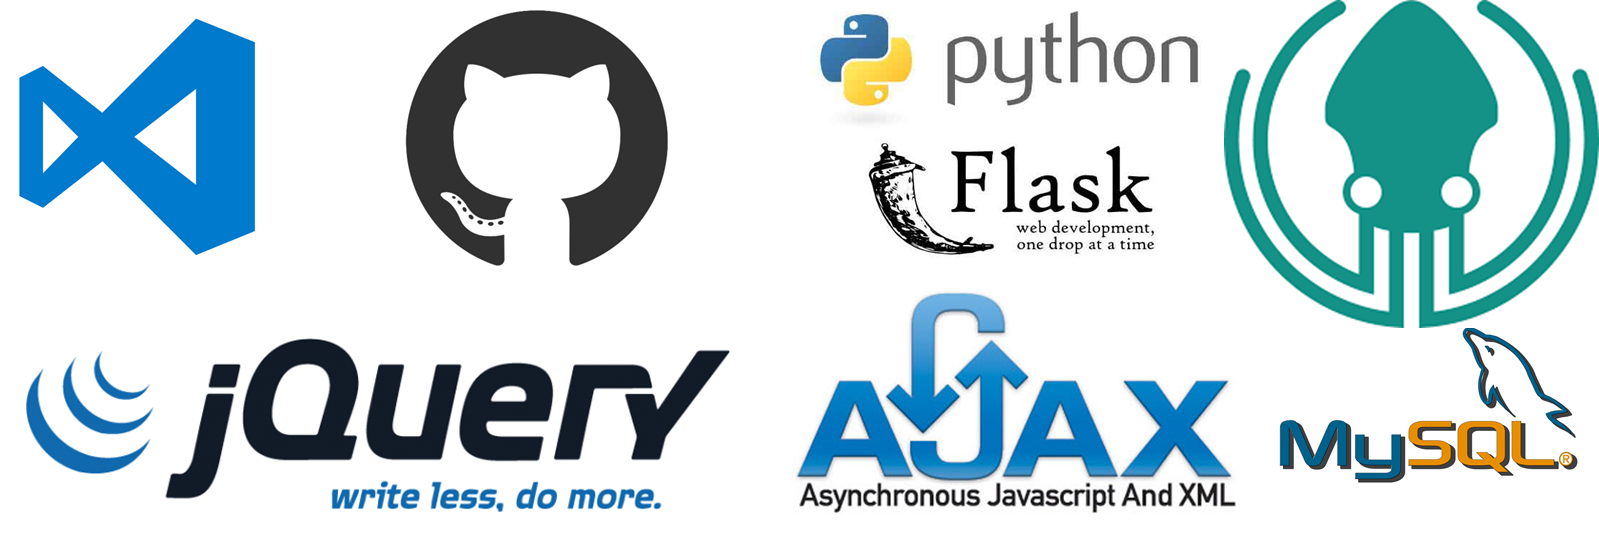 python
Flask
web development,
one drop at a time
jQuery
write less, do more.
AJAX
Asynchronous Javascript And XML
MySQL®